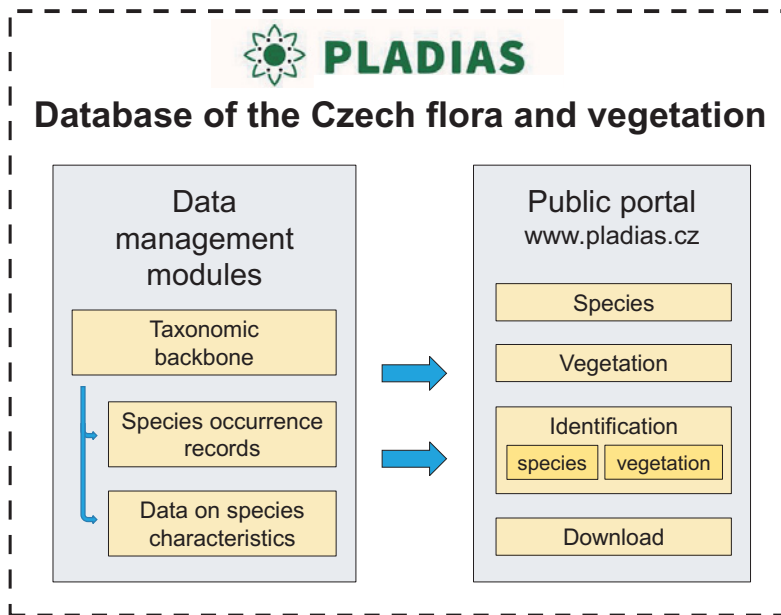 PLADIAS
Database of the Czech flora and vegetation
Data
management
modules
Taxonomic
backbone
Species occurrence
records
Data on species
characteristics
Public portal
www.pladias.cz
Species
Vegetation
Identification
species
vegetation
Download